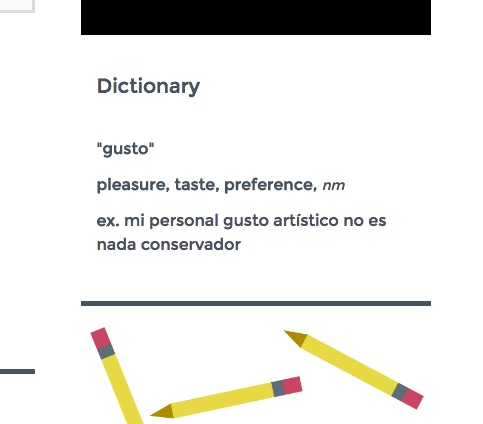 Dictionary
"gusto"
pleasure, taste, preference, nm
ex. mi personal gusto artístico no es
nada conservador